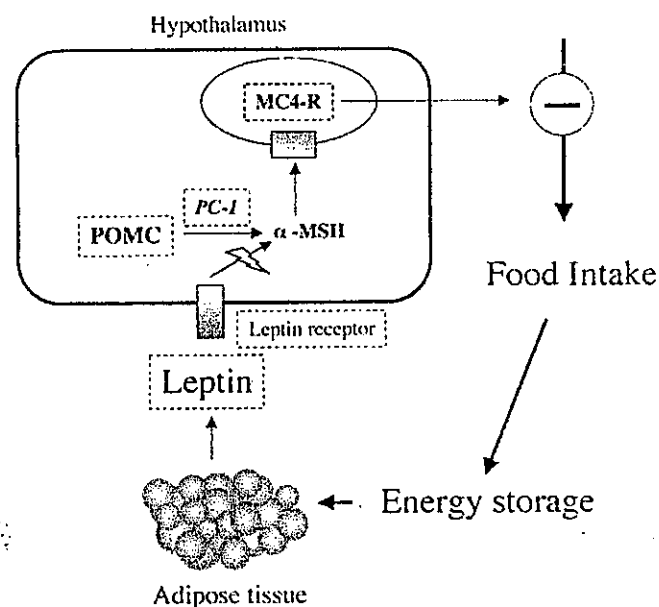 Hypothalamus
MC4-R
PC-1
POMC
α-MSH
Food Intake
Leptin receptor
Leptin
Energy storage
Adipose tissue